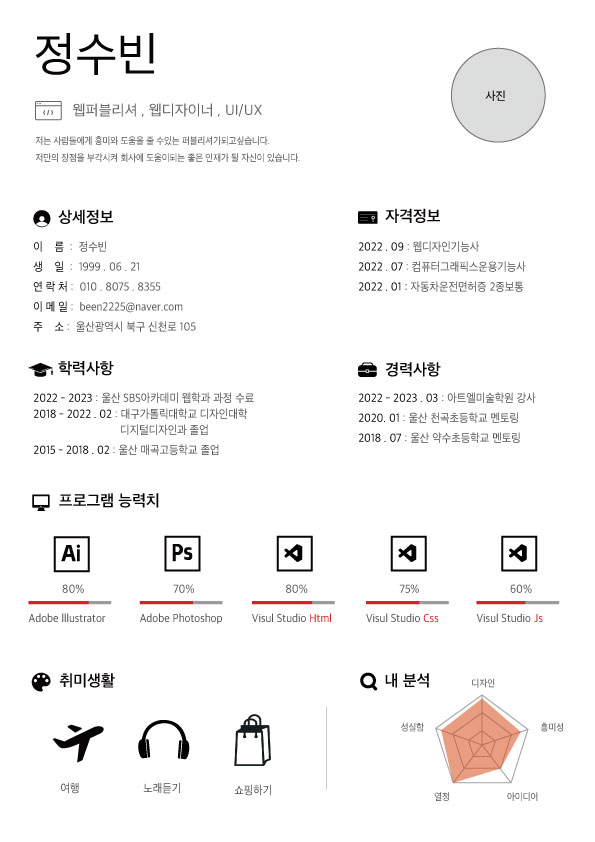 정수빈
웹퍼블리셔 , 웹디자이너 , UI/UX
저는 사람들에게 흥미와 도움을 줄 수있는 퍼블리셔가되고싶습니다.
저만의 장점을 부각시켜 회사에 도움이되는 좋은 인재가 될 자신이 있습니다.
사진
상세정보
이 름 : 정수빈
생 일 : 1999 . 06 . 21
연락처 : 010 . 8075 . 8355
이메일 : been2225@naver.com
주 소 : 울산광역시 북구 신천로 105
자격정보
2022 . 09 : 웹디자인기능사
2022 . 07 : 컴퓨터그래픽스운용기능사
2022 . 01 : 자동차운전면허증 2종보통
학력사항
2022 - 2023 : 울산 SBS아카데미 웹학과 과정 수료
2018 - 2022 . 02 : 대구가톨릭대학교 디자인대학
디지털디자인과 졸업
2015 - 2018 . 02 : 울산 매곡고등학교 졸업
경력사항
2022 - 2023 . 03 : 아트엘미술학원 강사
2020. 01 : 울산 천곡초등학교 멘토링
2018 . 07 : 울산 약수초등학교 멘토링
프로그램 능력치
Ai
Ps
80%
70%
80%
75%
60%
Adobe Illustrator
Adobe Photoshop
Visul Studio Html
Visul Studio Css
Visul Studio Js
취미생활
여행
노래듣기
쇼핑하기
내 분석
디자인
성실함
흥미성
열정
아이디어